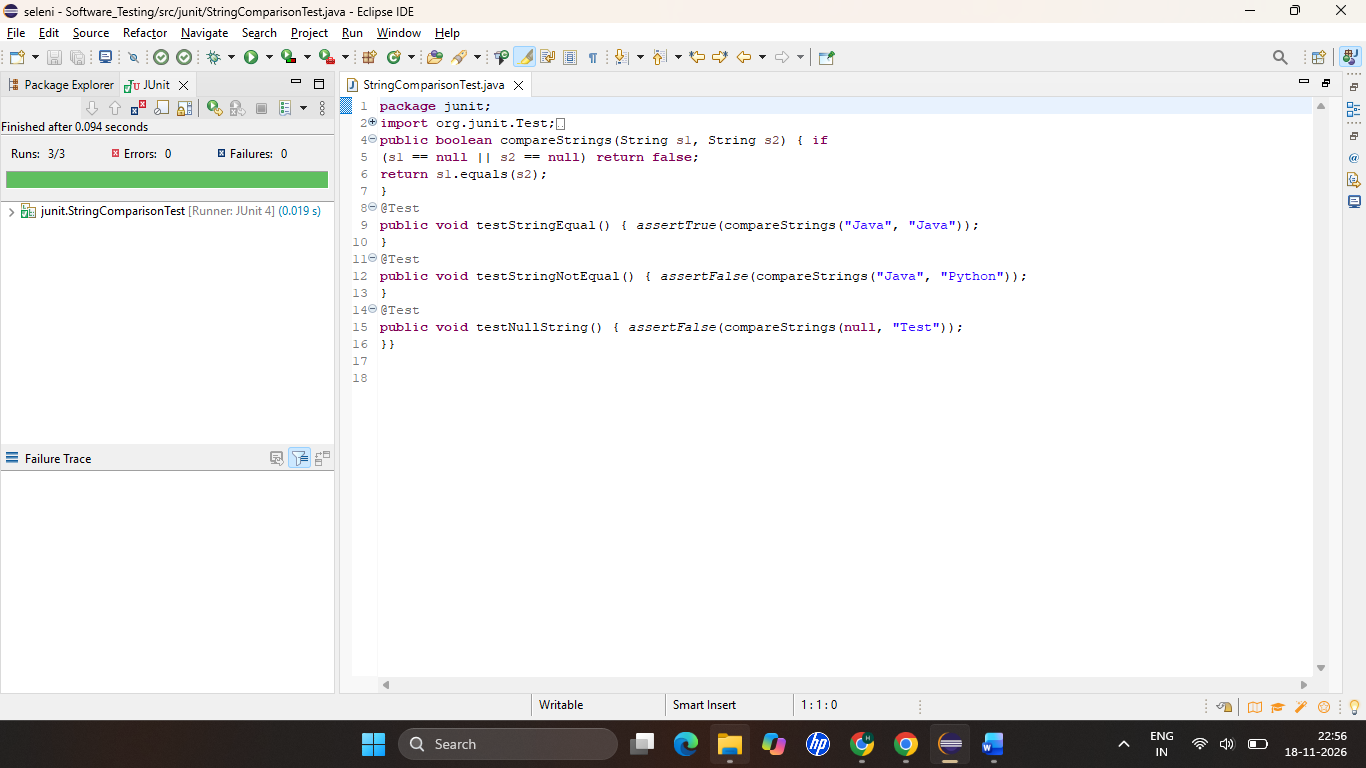 seleni - Software_Testing/src/junit/StringComparisonTest.java - Eclipse IDE
File Edit Source Refactor Navigate Search Project Run Window Help
Package Explorer JUnit
Finished after 0.094 seconds
Runs: 3/3 Errors: 0 Failures: 0
junit.StringComparisonTest [Runner: JUnit 4] (0.019 s)
Failure Trace
StringComparisonTest.java
1 package junit;
2 import org.junit.Test;
4 public boolean compareStrings(String s1, String s2) { if
5 (s1 == null || s2 == null) return false;
6 return s1.equals(s2);
7 }
8 @Test
9 public void testStringEqual() { assertTrue(compareStrings("Java", "Java"));
10 }
11 @Test
12 public void testStringNotEqual() { assertFalse(compareStrings("Java", "Python"));
13 }
14 @Test
15 public void testNullString() { assertFalse(compareStrings(null, "Test"));
16 }}
17
18
Writable Smart Insert 1 : 1 : 0
Search
ENG
IN
22:56
18-11-2026